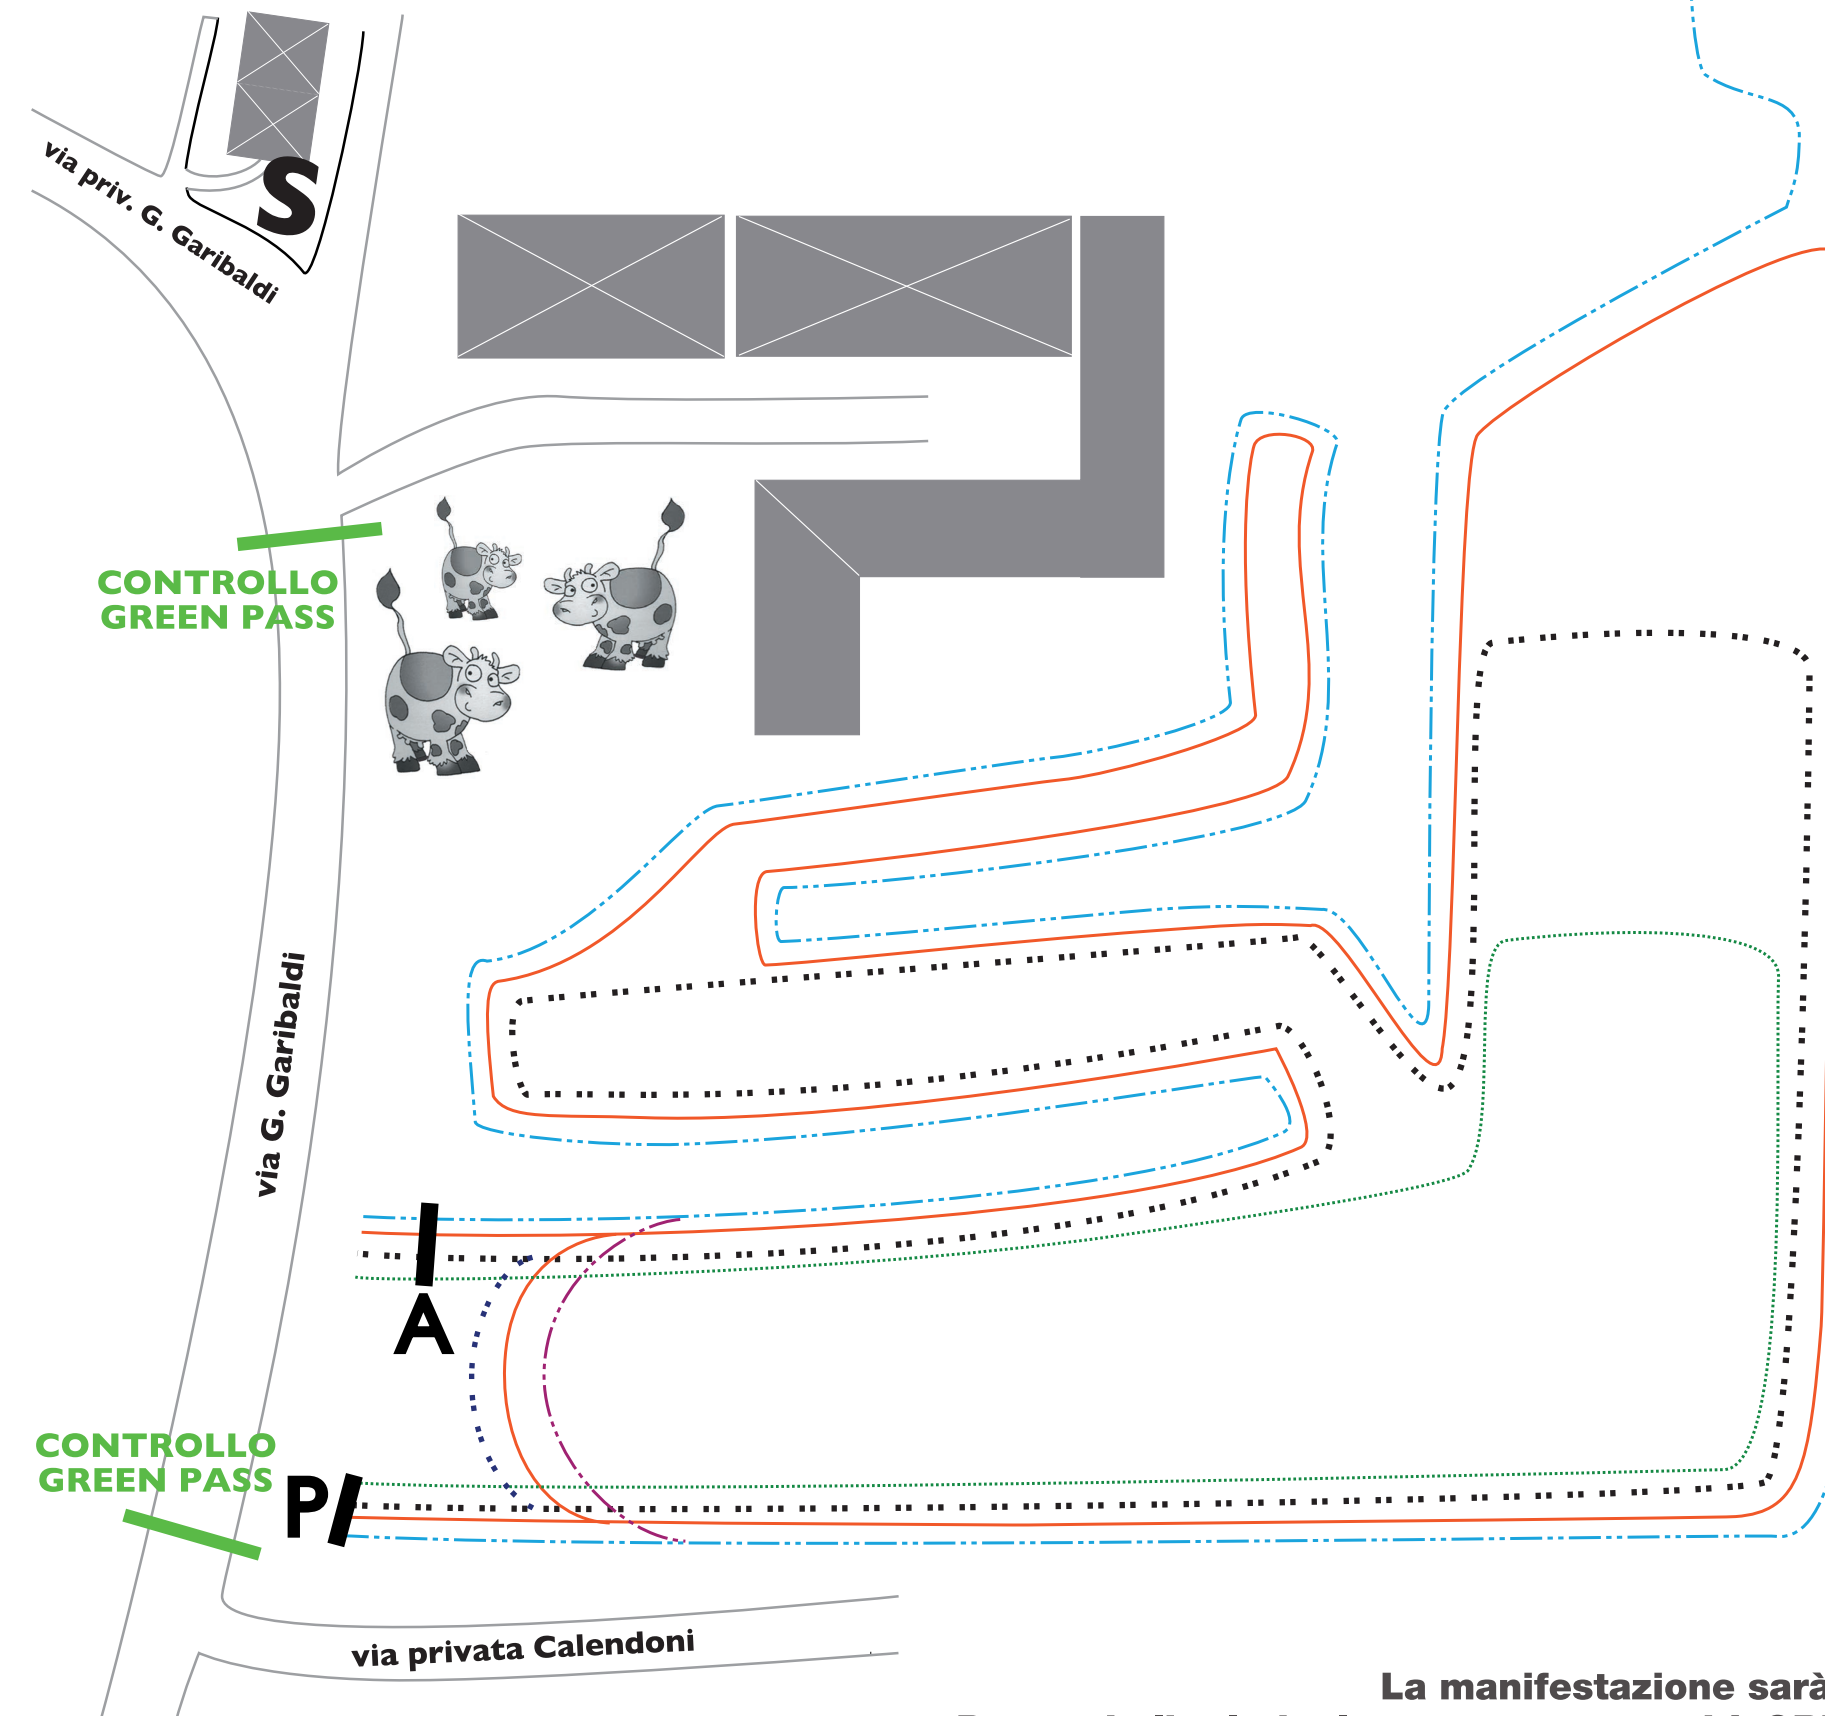 via priv. G. Garibaldi
S
CONTROLLO
GREEN PASS
via G. Garibaldi
A
CONTROLLO
GREEN PASS
P
via privata Calendoni
La manifestazione sarà